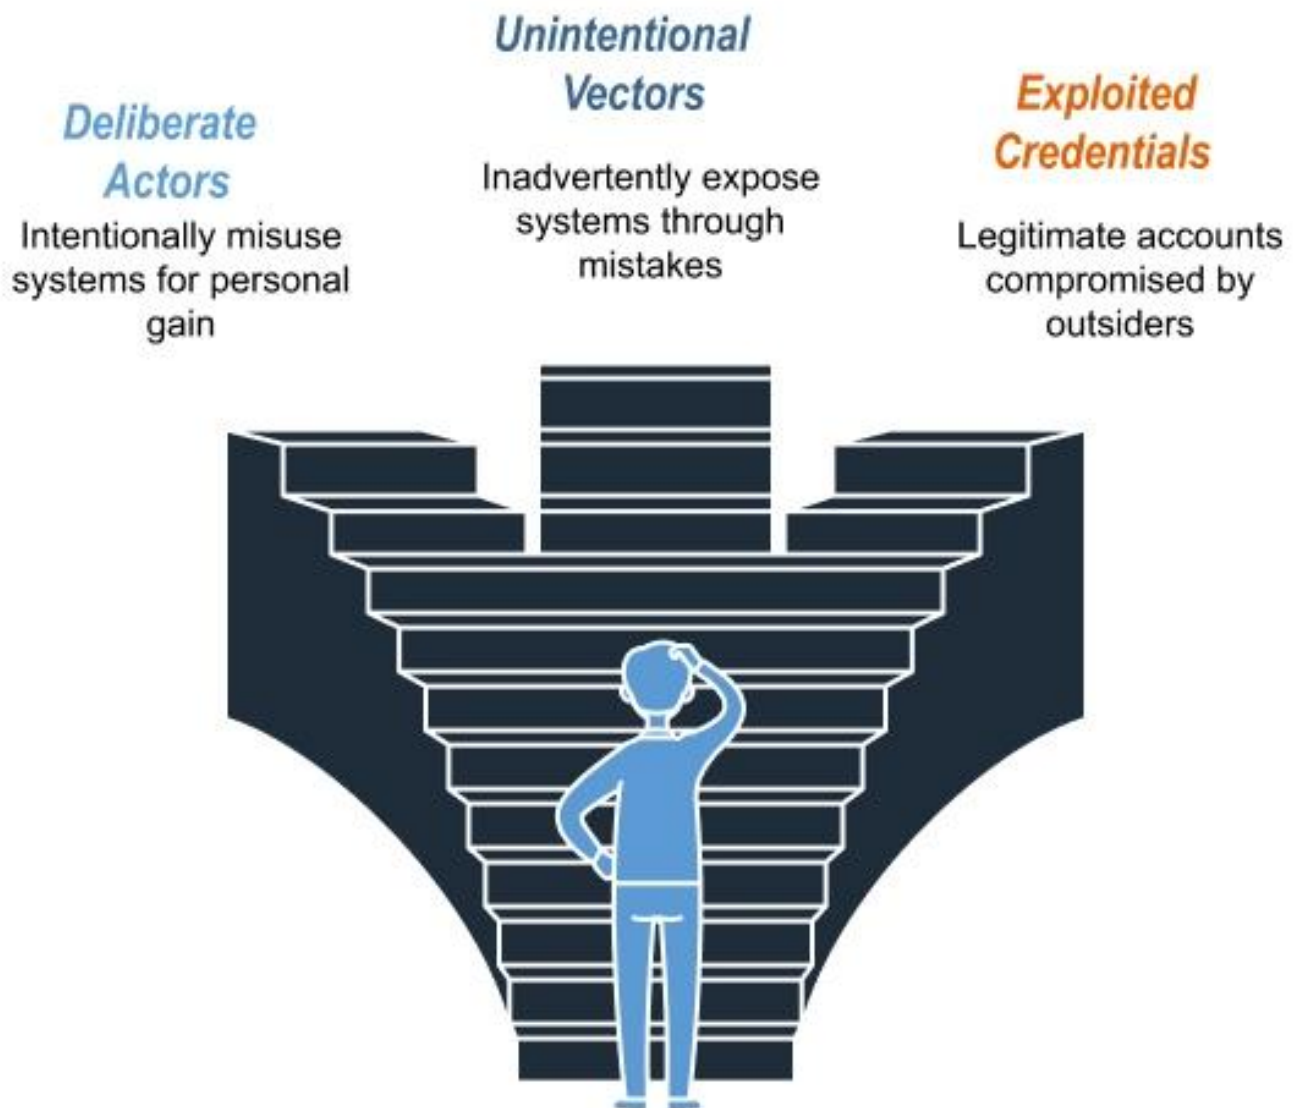 Deliberate
Actors
Intentionally misuse
systems for personal
gain
Unintentional
Vectors
Inadvertently expose
systems through
mistakes
Exploited
Credentials
Legitimate accounts
compromised by
outsiders